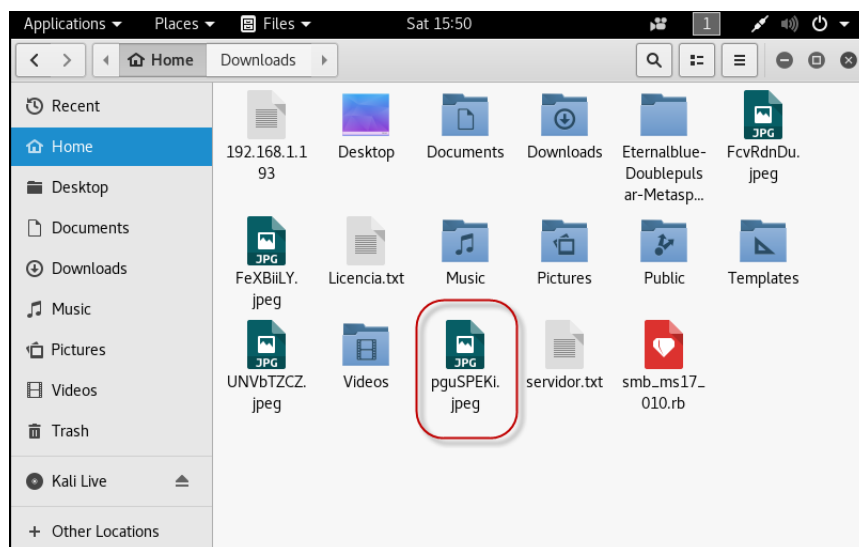 Applications Places Files Sat 15:50 1
Home Downloads
Recent
Home
Desktop
Documents
Downloads
Music
Pictures
Videos
Trash
Kali Live
+ Other Locations
192.168.1.1
93
Desktop
Documents
Downloads
Eternalblue-
Doublepuls
ar-Metasp...
JPG
FcvRdnDu.
jpeg
JPG
FeXBiiLY.
jpeg
Licencia.txt
Music
Pictures
Public
Templates
JPG
UNVbTZCZ.
jpeg
Videos
JPG
pguSPEKi.
jpeg
servidor.txt
smb_ms17_
010.rb